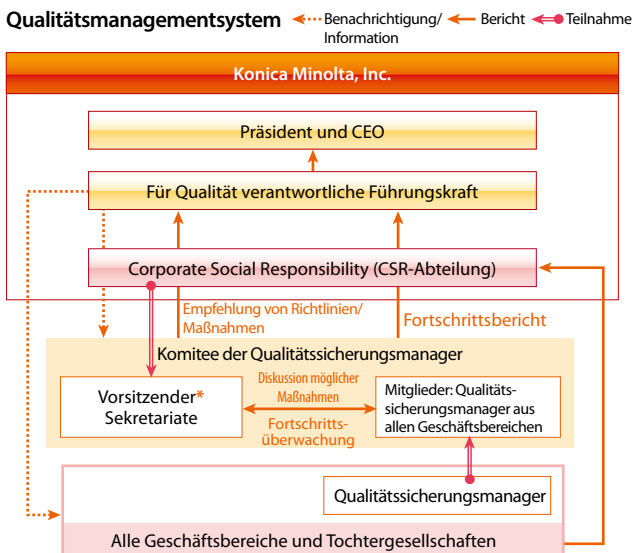 Qualitätsmanagementsystem
Benachrichtigung/
Information
Bericht
Teilnahme
Konica Minolta, Inc.
Präsident und CEO
Für Qualität verantwortliche Führungskraft
Corporate Social Responsibility (CSR-Abteilung)
Empfehlung von Richtlinien/
Maßnahmen
Fortschrittsbericht
Komitee der Qualitätssicherungsmanager
Vorsitzender*
Sekretariate
Diskussion möglicher
Maßnahmen
Fortschritts-
überwachung
Mitglieder: Qualitäts-
sicherungsmanager aus
allen Geschäftsbereichen
Qualitätssicherungsmanager
Alle Geschäftsbereiche und Tochtergesellschaften